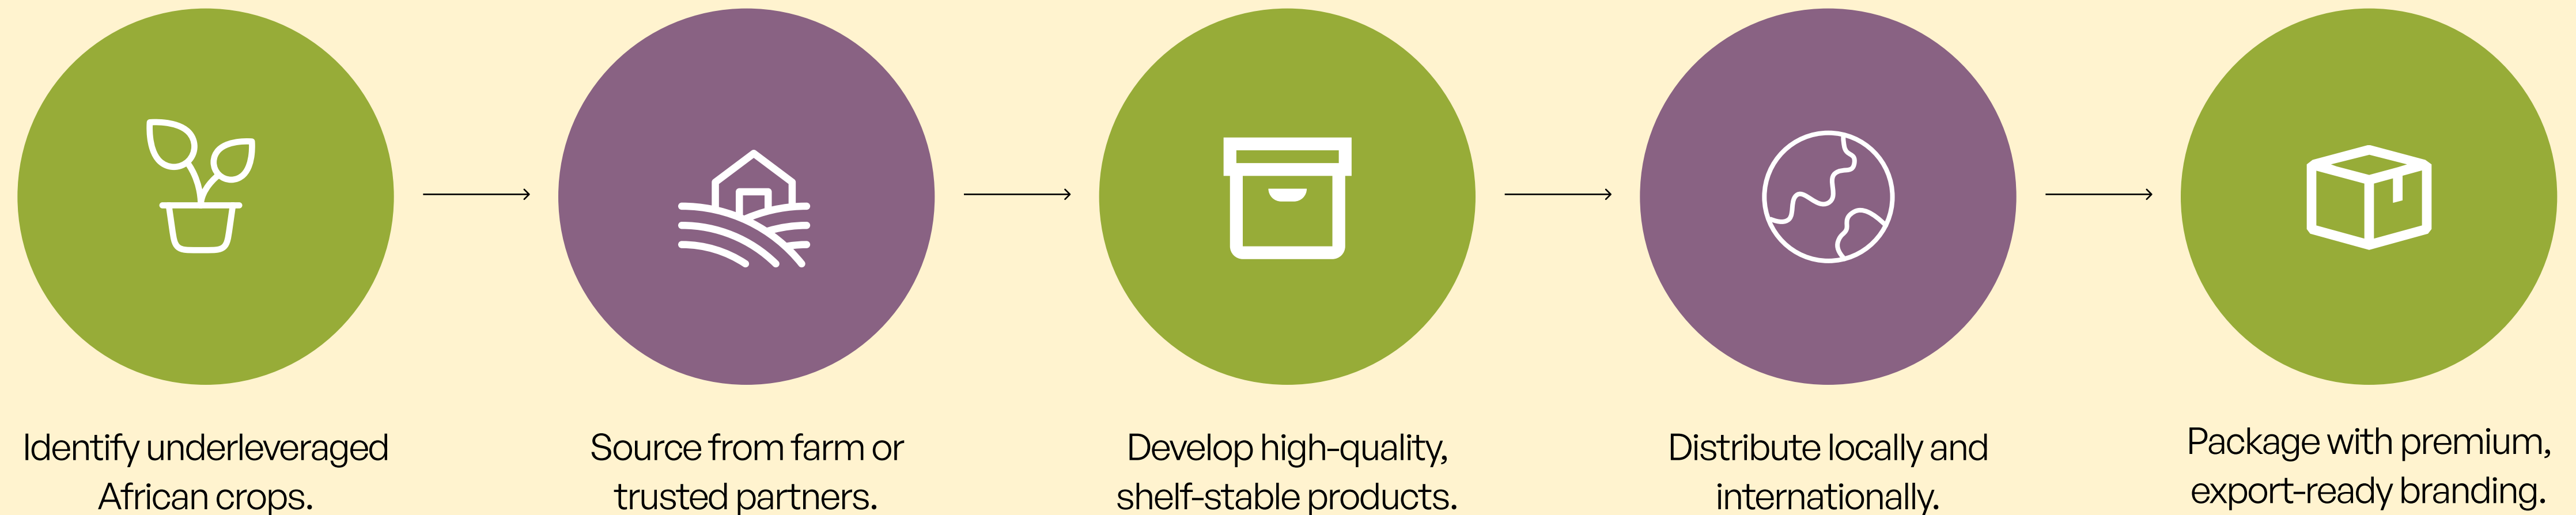 Identify underleveraged
African crops.
Source from farm or
trusted partners.
Develop high-quality,
shelf-stable products.
Distribute locally and
internationally.
Package with premium,
export-ready branding.